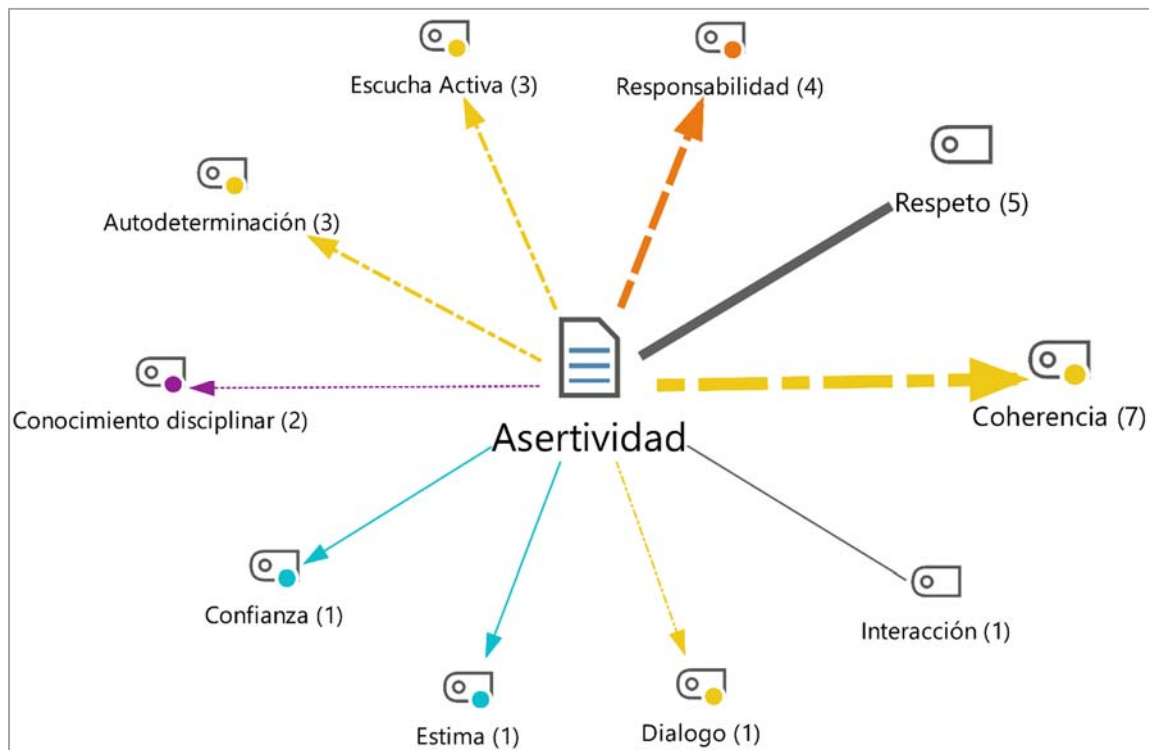 Escucha Activa (3)
Responsabilidad (4)
Respeto (5)
Autodeterminación (3)
Conocimiento disciplinar (2)
Asertividad
Coherencia (7)
Confianza (1)
Interacción (1)
Estima (1)
Dialogo (1)